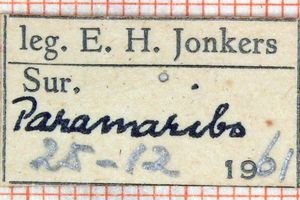 leg. E. H. Jonkers
Sur.
Paramaribo
25-12 1961